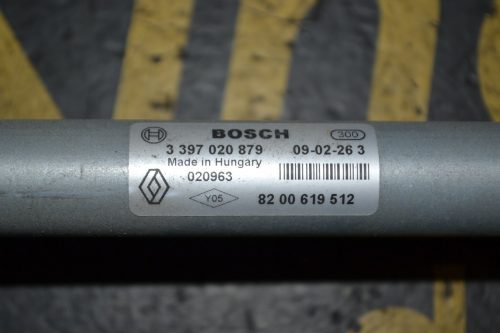 BOSCH 300
3 397 020 879 09-02-26 3
Made in Hungary
020963
Y05 82 00 619 512